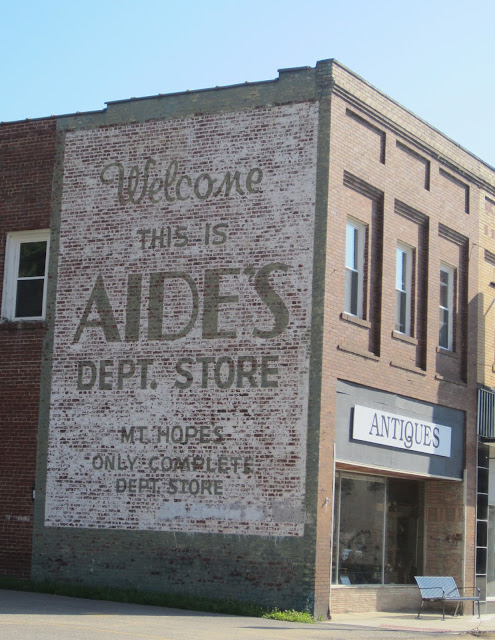 Welcome
THIS IS
AIDE'S
DEPT. STORE
MT. HOPES
ONLY COMPLETE
DEPT. STORE
ANTIQUES